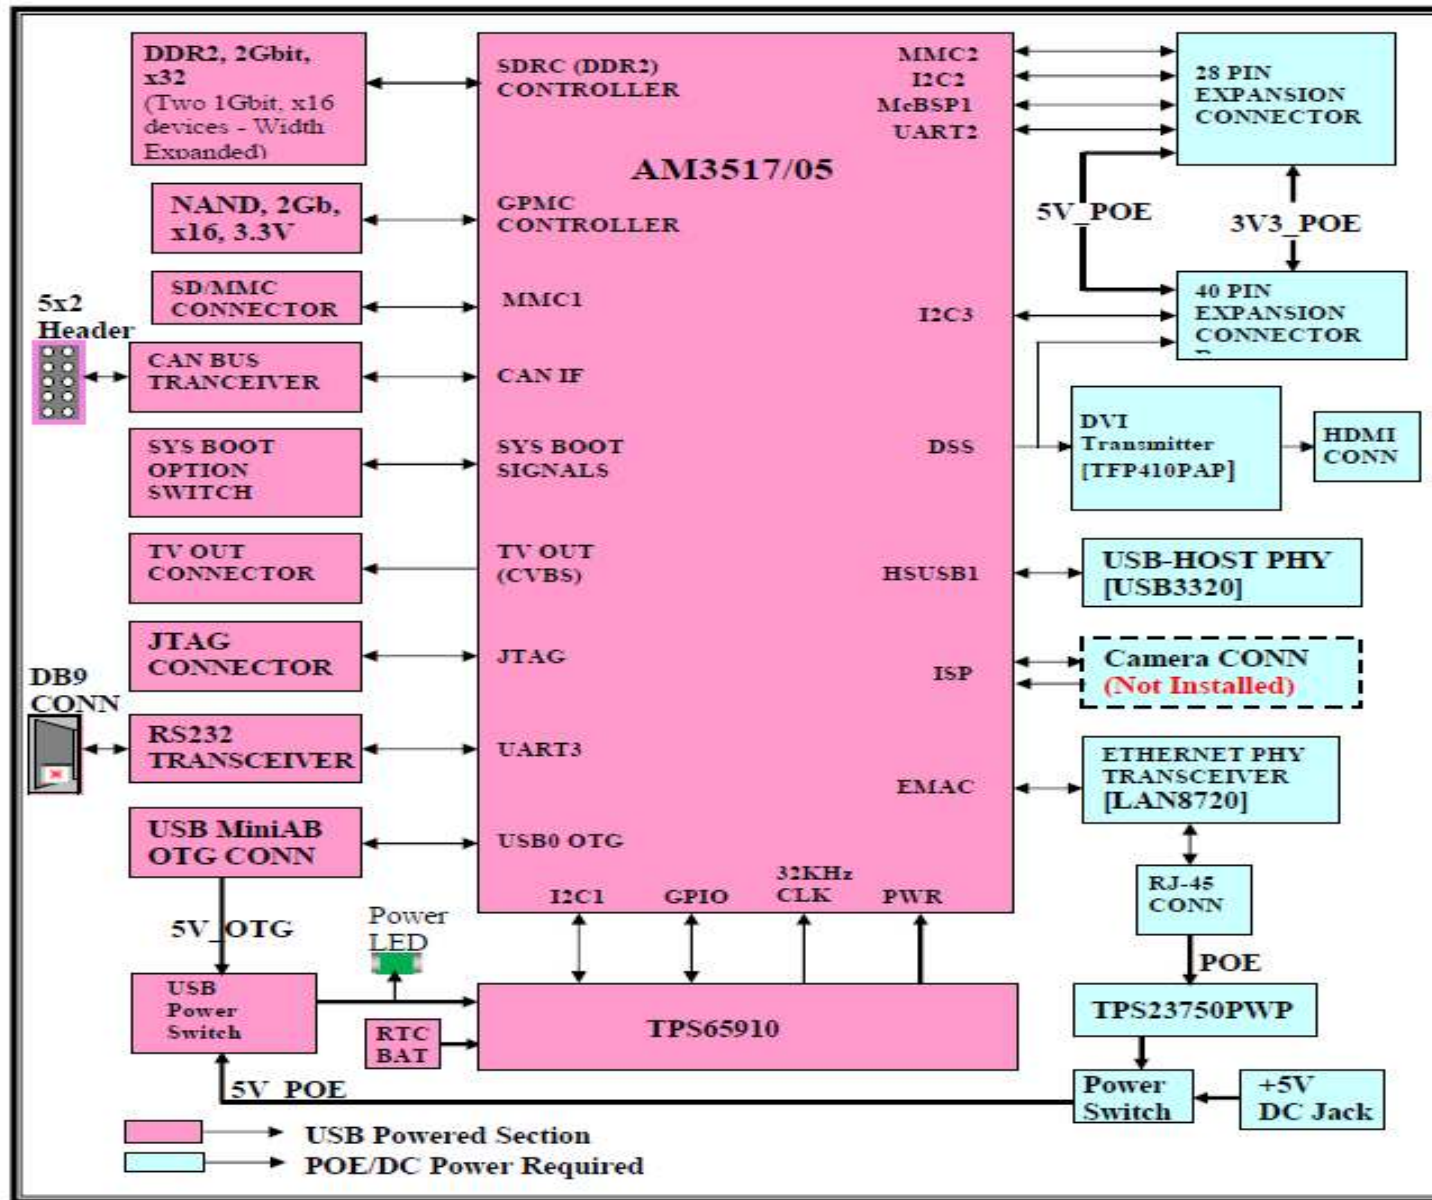 DDR2, 2Gbit,
x32
(Two 1Gbit, x16
devices - Width
Expanded)
NAND, 2Gb,
x16, 3.3V
SD/MMC
CONNECTOR
5x2
Header
CAN BUS
TRANCEIVER
SYS BOOT
OPTION
SWITCH
TV OUT
CONNECTOR
JTAG
CONNECTOR
DB9
CONN
RS232
TRANSCEIVER
USB MiniAB
OTG CONN
5V_OTG
Power
LED
USB
Power
Switch
RTC
BAT
5V_POE
SDRC (DDR2)
CONTROLLER
AM3517/05
GPMC
CONTROLLER
MMC1
CAN IF
SYS BOOT
SIGNALS
TV OUT
(CVBS)
JTAG
UART3
USB0 OTG
I2C1
GPIO
32KHz
CLK
PWR
MMC2
I2C2
McBSP1
UART2
I2C3
DSS
HSUSB1
ISP
EMAC
TPS65910
28 PIN
EXPANSION
CONNECTOR
5V_POE
3V3_POE
40 PIN
EXPANSION
CONNECTOR
DVI
Transmitter
[TFP410PAP]
HDMI
CONN
USB-HOST PHY
[USB3320]
Camera CONN
(Not Installed)
ETHERNET PHY
TRANSCEIVER
[LAN8720]
RJ-45
CONN
POE
TPS23750PWP
Power
Switch
+5V
DC Jack
USB Powered Section
POE/DC Power Required